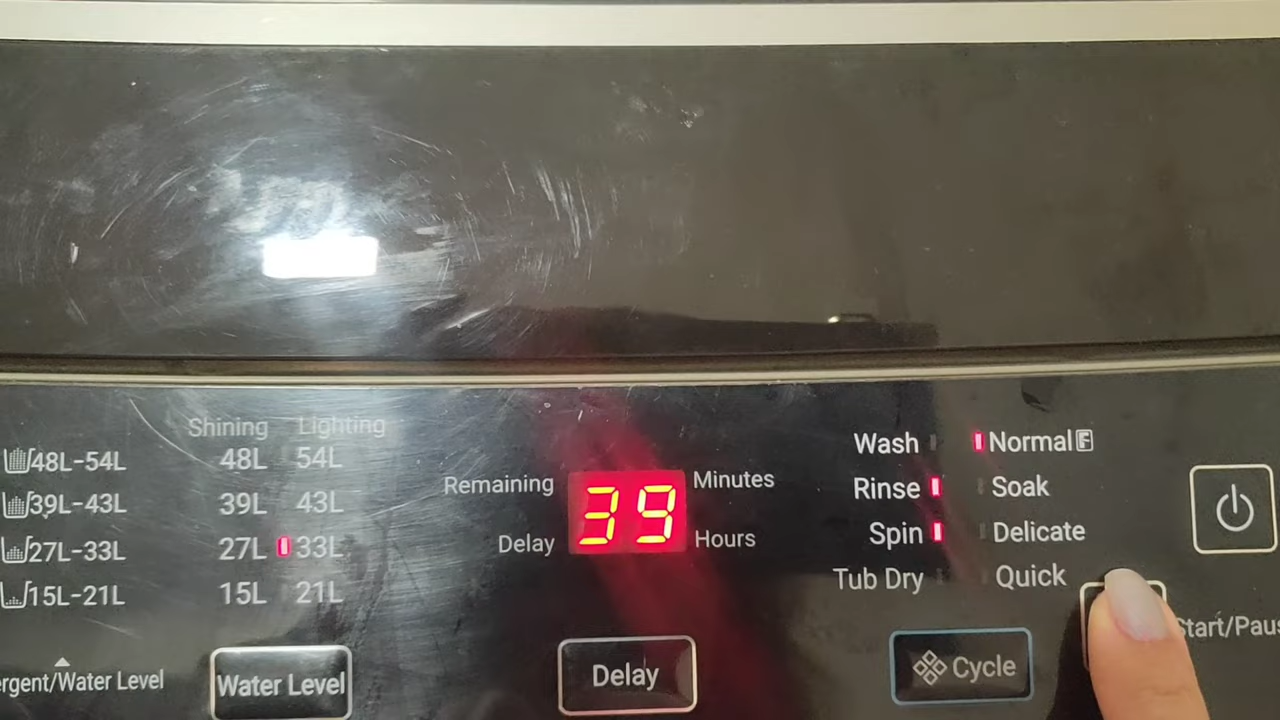 Shining Lighting
48L-54L 48L 54L
39L-43L 39L 43L
27L-33L 27L 33L
15L-21L 15L 21L
Water Level
Water Level
Remaining 39 Minutes
Delay Hours
Delay
Wash Normal F
Rinse Soak
Spin Delicate
Tub Dry Quick
Cycle
Start/